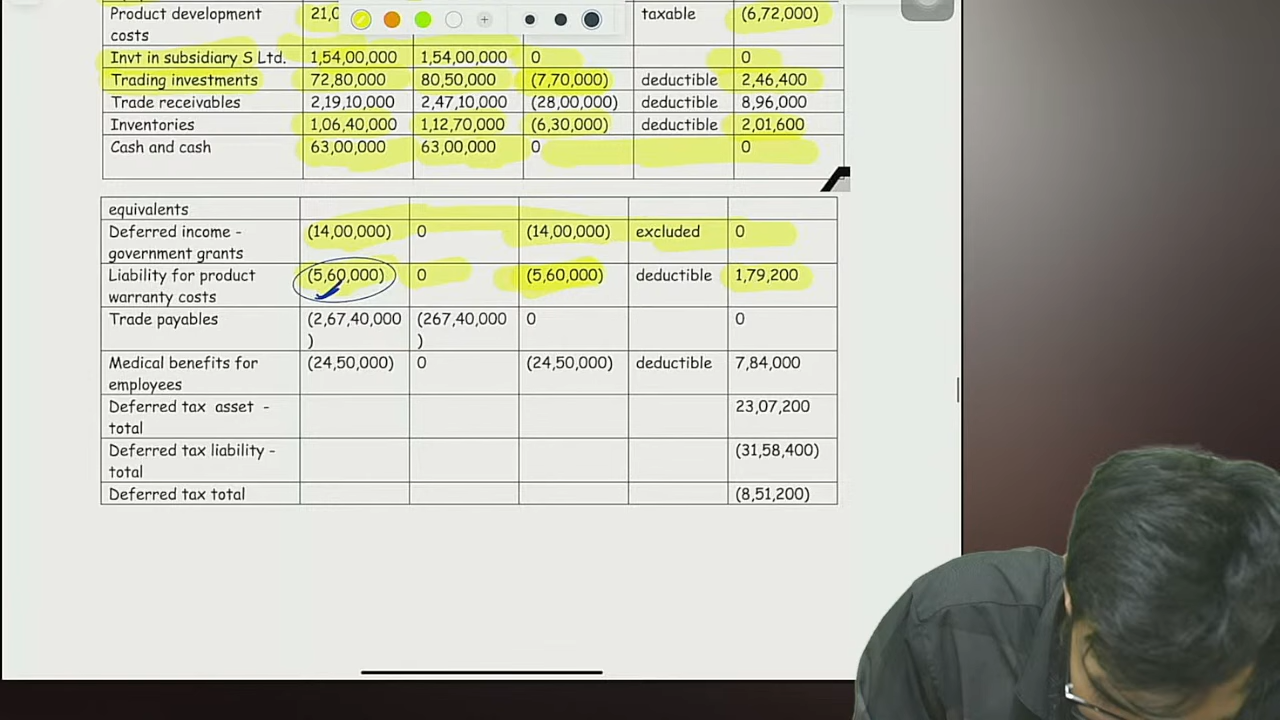 Product development 21,0 taxable (6,72,000)
costs
Invt in subsidiary S Ltd. 1,54,00,000 1,54,00,000 0 0
Trading investments 72,80,000 80,50,000 (7,70,000) deductible 2,46,400
Trade receivables 2,19,10,000 2,47,10,000 (28,00,000) deductible 8,96,000
Inventories 1,06,40,000 1,12,70,000 (6,30,000) deductible 2,01,600
Cash and cash 63,00,000 63,00,000 0 0
equivalents
Deferred income - (14,00,000) 0 (14,00,000) excluded 0
government grants
Liability for product (5,60,000) 0 (5,60,000) deductible 1,79,200
warranty costs
Trade payables (2,67,40,000 (267,40,000 0 0
) )
Medical benefits for (24,50,000) 0 (24,50,000) deductible 7,84,000
employees
Deferred tax asset - 23,07,200
total
Deferred tax liability - (31,58,400)
total
Deferred tax total (8,51,200)